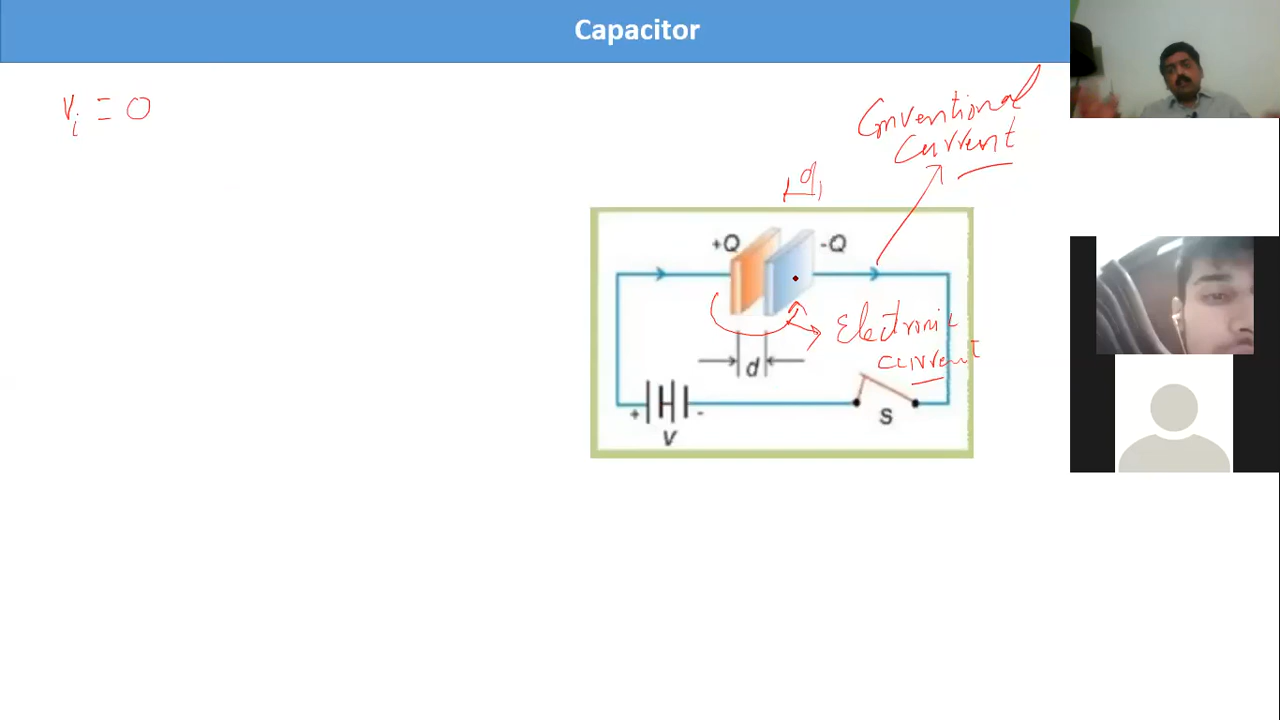 Capacitor
Vi = 0
Conventional
Current
d
+Q
-Q
Electronic
current
d
+
-
S
V